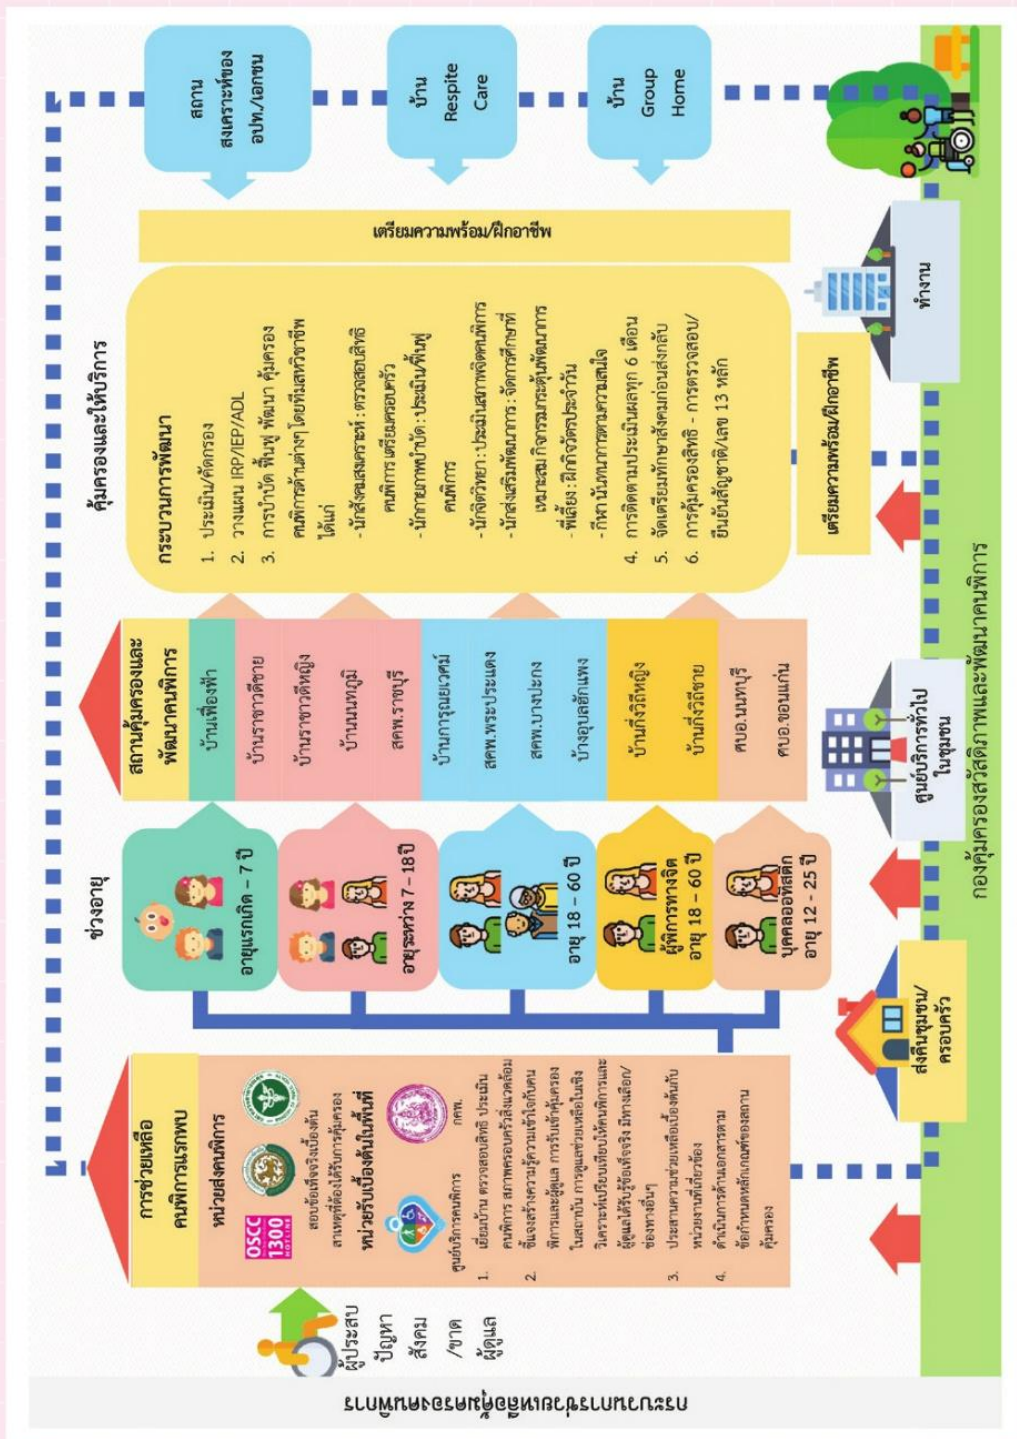 กระบวนการช่วยเหลือคุ้มครองคนพิการ
ผู้ประสบ
ปัญหา
สังคม
/ขาด
ผู้ดูแล
การช่วยเหลือ
คนพิการแรกพบ
หน่วยส่งคนพิการ
OSCC
1300
HOTLINE
สอบข้อเท็จจริงเบื้องต้น
สาเหตุที่ต้องได้รับการคุ้มครอง
หน่วยรับเบื้องต้นในพื้นที่
ศูนย์บริการคนพิการ
กคพ.
1. เยี่ยมบ้าน ตรวจสอบสิทธิ ประเมิน
คนพิการ สภาพครอบครัวสิ่งแวดล้อม
2. ชี้แจงสร้างความรู้ความเข้าใจกับคน
พิการและผู้ดูแล การรับเข้าคุ้มครอง
ในสถาบัน การดูแลช่วยเหลือในเชิง
วิเคราะห์เปรียบเทียบให้คนพิการและ
ผู้ดูแลได้รับรู้ข้อเท็จจริง มีทางเลือก/
ช่องทางอื่นๆ
3. ประสานความช่วยเหลือเบื้องต้นกับ
หน่วยงานที่เกี่ยวข้อง
4. ดำเนินการด้านเอกสารตาม
ข้อกำหนดหลักเกณฑ์ของสถาน
คุ้มครอง
ช่วงอายุ
อายุแรกเกิด – 7 ปี
อายุระหว่าง 7 – 18 ปี
อายุ 18 – 60 ปี
ผู้พิการทางจิต
อายุ 18 – 60 ปี
บุคคลออทิสติก
อายุ 12 - 25 ปี
สถานคุ้มครองและ
พัฒนาคนพิการ
บ้านเฟื่องฟ้า
บ้านราชาวดีชาย
บ้านราชาวดีหญิง
บ้านนนทภูมิ
สคพ.ราชบุรี
บ้านการุณยเวศม์
สคพ.พระประแดง
สคพ.บางปะกง
บ้างอุบลฮักแพง
บ้านกึ่งวิถีหญิง
บ้านกึ่งวิถีชาย
ศบอ.นนทบุรี
ศบอ.ขอนแก่น
คุ้มครองและให้บริการ
กระบวนการพัฒนา
1. ประเมิน/คัดกรอง
2. วางแผน IRP/IEP/ADL
3. การบำบัด ฟื้นฟู พัฒนา คุ้มครอง
คนพิการด้านต่างๆ โดยทีมสหวิชาชีพ
ได้แก่
- นักสังคมสงเคราะห์ : ตรวจสอบสิทธิ
คนพิการ เตรียมครอบครัว
- นักกายภาพบำบัด : ประเมิน/ฟื้นฟู
คนพิการ
- นักจิตวิทยา : ประเมินสภาพจิตคนพิการ
- นักส่งเสริมพัฒนาการ : จัดการศึกษาที่
เหมาะสม กิจกรรมกระตุ้นพัฒนาการ
- พี่เลี้ยง : ฝึกกิจวัตรประจำวัน
- กีฬา นันทนาการตามความสนใจ
4. การติดตามประเมินผลทุก 6 เดือน
5. จัดเตรียมทักษาสังคมก่อนส่งกลับ
6. การคุ้มครองสิทธิ - การตรวจสอบ/
ยืนยันสัญชาติ/เลข 13 หลัก
เตรียมความพร้อม/ฝึกอาชีพ
สถาน
สงเคราะห์ของ
อปท./เอกชน
บ้าน
Respite
Care
บ้าน
Group
Home
เตรียมความพร้อม/ฝึกอาชีพ
ส่งคืนชุมชน/
ครอบครัว
ศูนย์บริการทั่วไป
ในชุมชน
ทำงาน
กองคุ้มครองสวัสดิภาพและพัฒนาคนพิการ